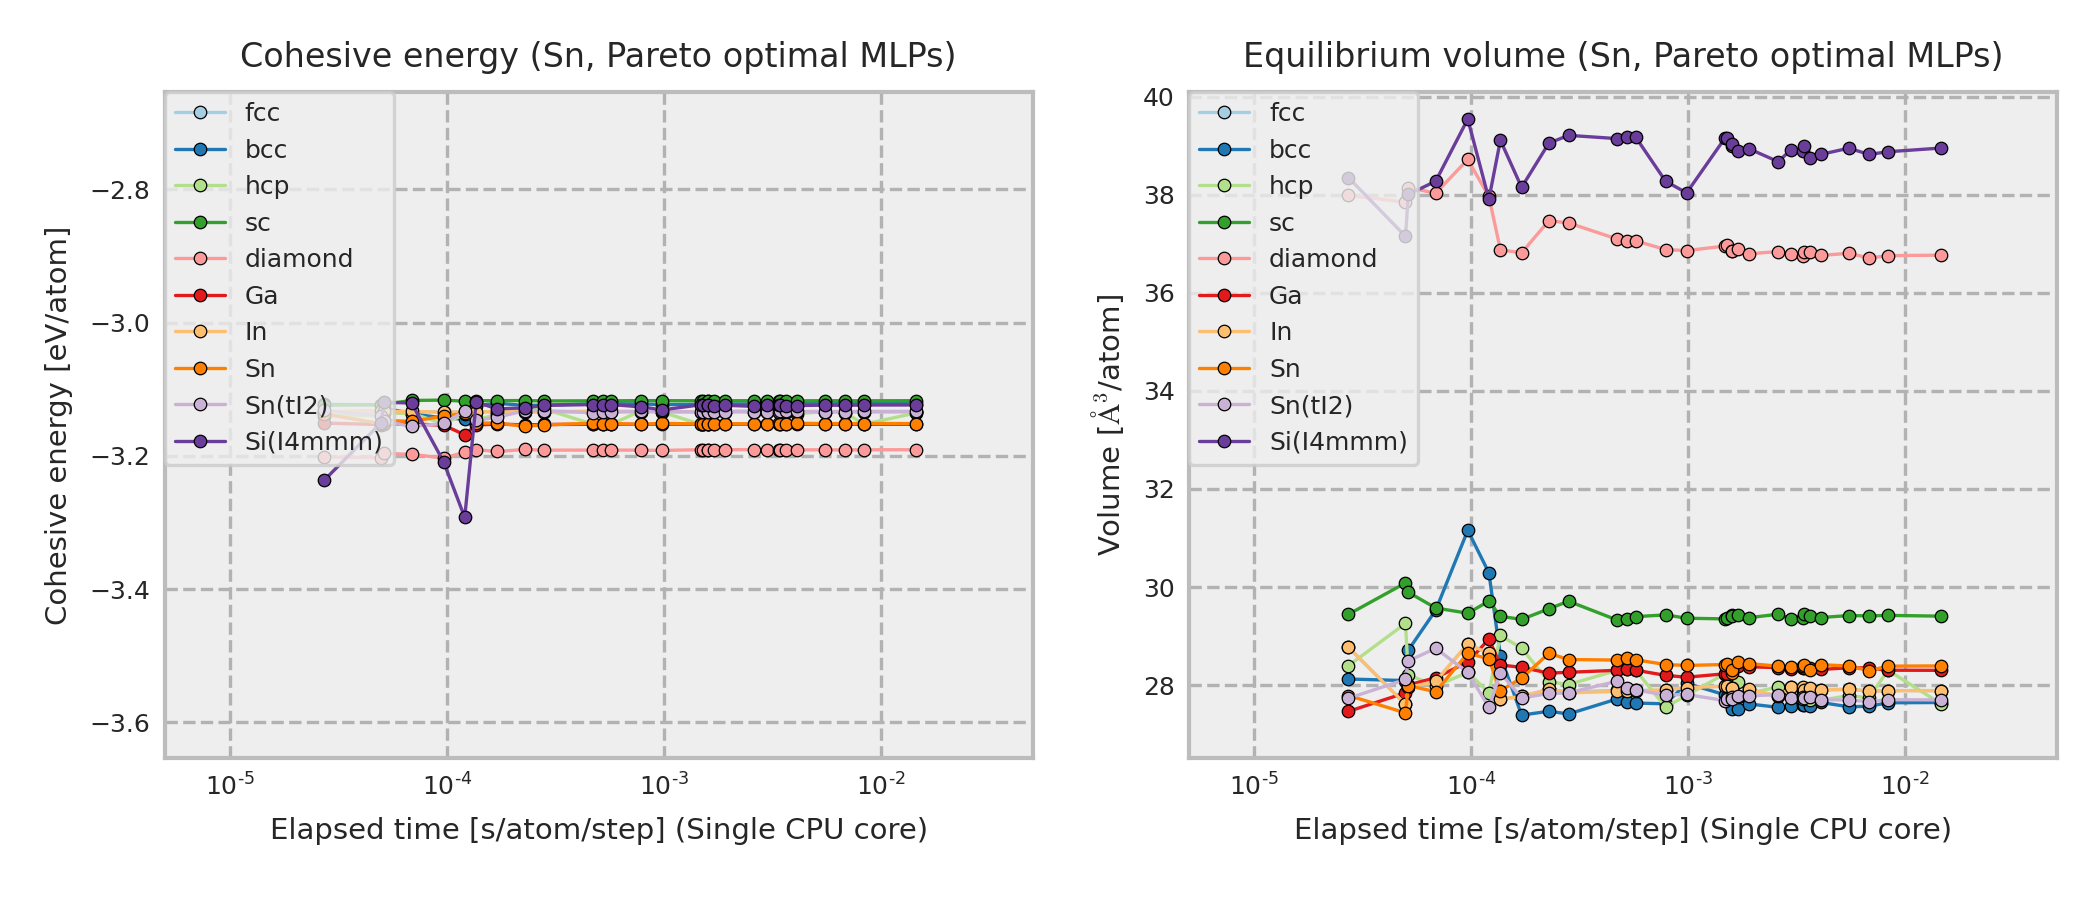 Cohesive energy (Sn, Pareto optimal MLPs)
fcc
bcc
hcp
sc
diamond
Ga
In
Sn
Sn(tI2)
Si(I4mmm)
−2.8
−3.0
−3.2
−3.4
−3.6
Cohesive energy [eV/atom]
10-5
10-4
10-3
10-2
Elapsed time [s/atom/step] (Single CPU core)
Equilibrium volume (Sn, Pareto optimal MLPs)
fcc
bcc
hcp
sc
diamond
Ga
In
Sn
Sn(tI2)
Si(I4mmm)
40
38
36
34
32
30
28
Volume [Å3/atom]
10-5
10-4
10-3
10-2
Elapsed time [s/atom/step] (Single CPU core)